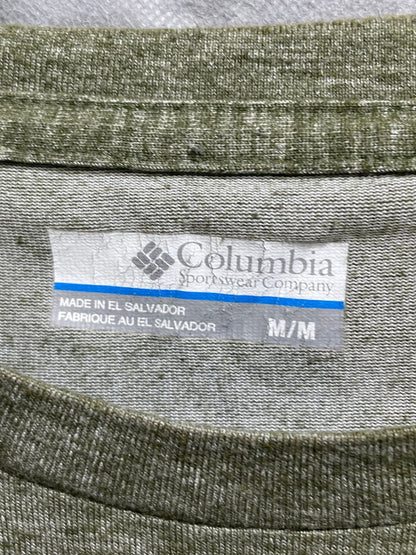 Columbia
Sportswear Company
MADE IN EL SALVADOR
FABRIQUE AU EL SALVADOR
M/M